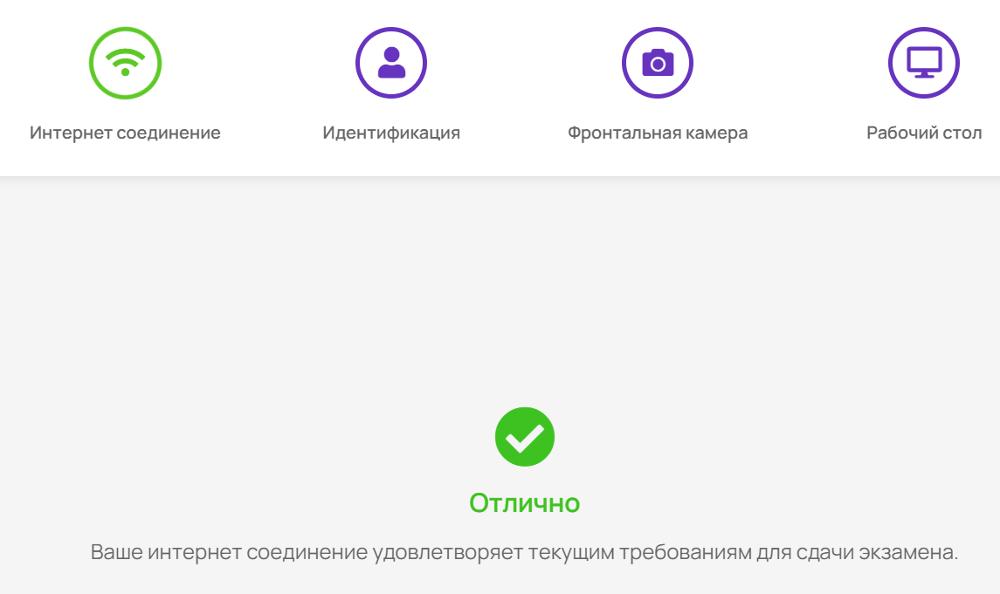 Интернет соединение
Идентификация
Фронтальная камера
Рабочий стол
Отлично
Ваше интернет соединение удовлетворяет текущим требованиям для сдачи экзамена.